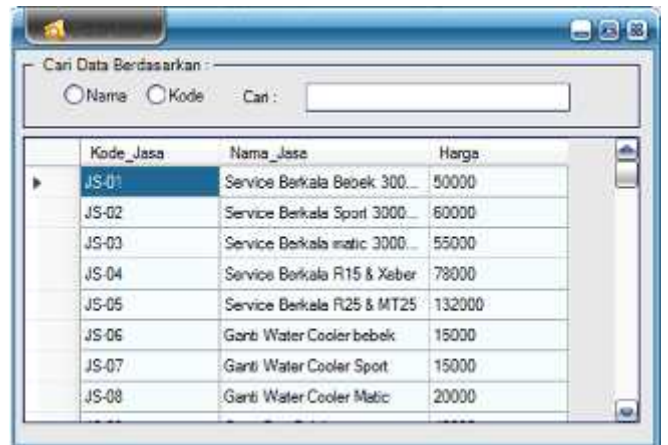 Cari Data Berdasarkan :
Nama Kode Cari :
Kode_Jasa Nama_Jasa Harga
JS-01 Service Berkala Bebek 300... 50000
JS-02 Service Berkala Sport 3000... 60000
JS-03 Service Berkala matic 3000... 55000
JS-04 Service Berkala R15 & Xeber 78000
JS-05 Service Berkala R25 & MT25 132000
JS-06 Ganti Water Cooler bebek 15000
JS-07 Ganti Water Cooler Sport 15000
JS-08 Ganti Water Cooler Matic 20000